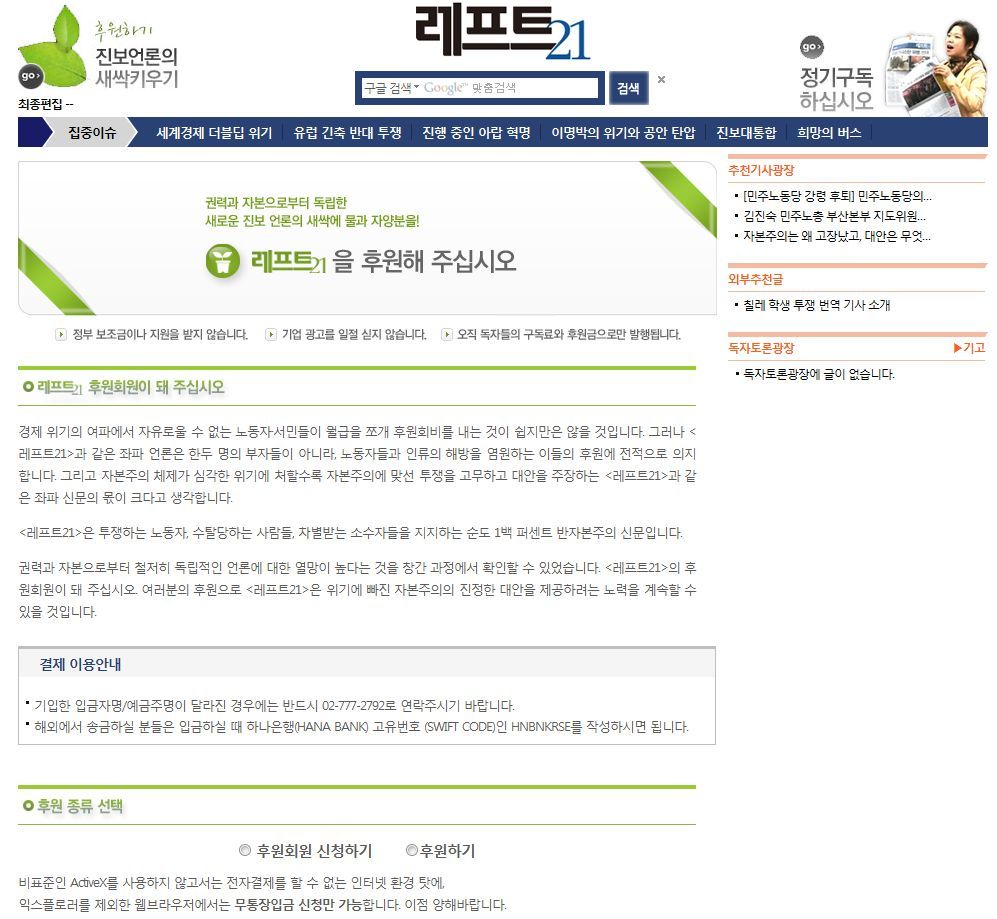 후원하기
진보언론의
새싹키우기
go
최종편집 --
레프트21
구글 검색 Google™ 맞춤검색
검색
×
go
정기구독
하십시오
집중이슈
세계경제 더블딥 위기
유럽 긴축 반대 투쟁
진행 중인 아랍 혁명
이명박의 위기와 공안 탄압
진보대통합
희망의 버스
권력과 자본으로부터 독립한
새로운 진보 언론의 새싹에 물과 자양분을!
레프트21을 후원해 주십시오
정부 보조금이나 지원을 받지 않습니다.
기업 광고를 일절 싣지 않습니다.
오직 독자들의 구독료와 후원금으로만 발행됩니다.
추천기사광장
[민주노동당 강령 후퇴] 민주노동당의...
김진숙 민주노총 부산본부 지도위원...
자본주의는 왜 고장났고, 대안은 무엇...
외부추천글
칠레 학생 투쟁 번역 기사 소개
독자토론광장
▶기고
독자토론광장에 글이 없습니다.
레프트21 후원회원이 돼 주십시오
경제 위기의 여파에서 자유로울 수 없는 노동자·서민들이 월급을 쪼개 후원회비를 내는 것이 쉽지만은 않을 것입니다. 그러나 <
레프트21>과 같은 좌파 언론은 한두 명의 부자들이 아니라, 노동자들과 인류의 해방을 염원하는 이들의 후원에 전적으로 의지
합니다. 그리고 자본주의 체제가 심각한 위기에 처할수록 자본주의에 맞선 투쟁을 고무하고 대안을 주장하는 <레프트21>과 같
은 좌파 신문의 몫이 크다고 생각합니다.
<레프트21>은 투쟁하는 노동자, 수탈당하는 사람들, 차별받는 소수자들을 지지하는 순도 1백 퍼센트 반자본주의 신문입니다.
권력과 자본으로부터 철저히 독립적인 언론에 대한 열망이 높다는 것을 창간 과정에서 확인할 수 있었습니다. <레프트21>의 후
원회원이 돼 주십시오. 여러분의 후원으로 <레프트21>은 위기에 빠진 자본주의의 진정한 대안을 제공하려는 노력을 계속할 수
있을 것입니다.
결제 이용안내
기입한 입금자명/예금주명이 달라진 경우에는 반드시 02-777-2792로 연락주시기 바랍니다.
해외에서 송금하실 분들은 입금하실 때 하나은행(HANA BANK) 고유번호 (SWIFT CODE)인 HNBNKRSE를 작성하시면 됩니다.
후원 종류 선택
후원회원 신청하기
후원하기
비표준인 ActiveX를 사용하지 않고서는 전자결제를 할 수 없는 인터넷 환경 탓에,
익스플로러를 제외한 웹브라우저에서는 무통장입금 신청만 가능합니다. 이점 양해바랍니다.